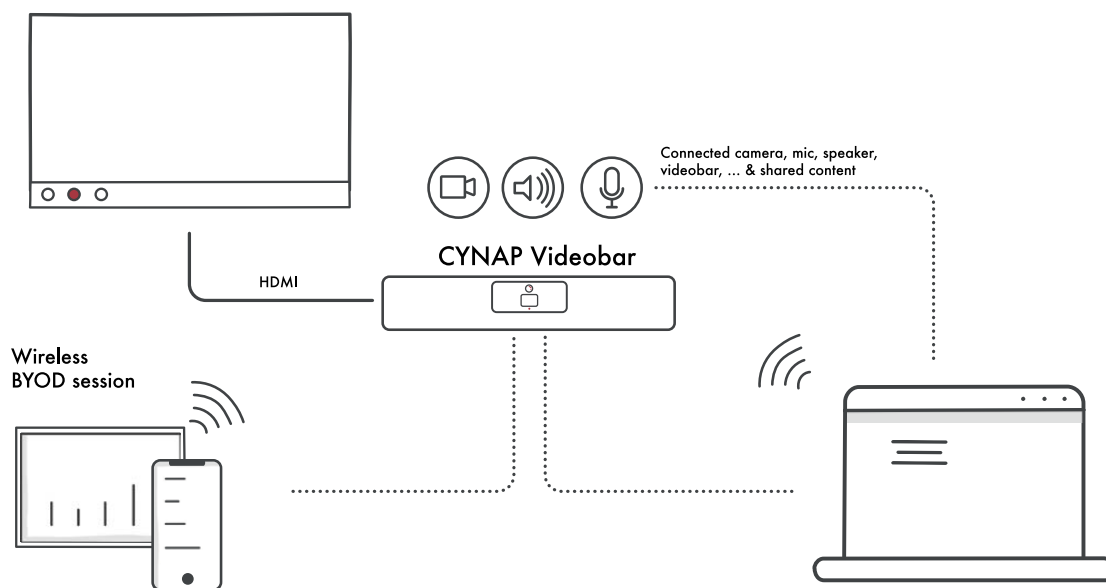 Connected camera, mic, speaker,
videobar, ... & shared content
CYNAP Videobar
HDMI
Wireless
BYOD session